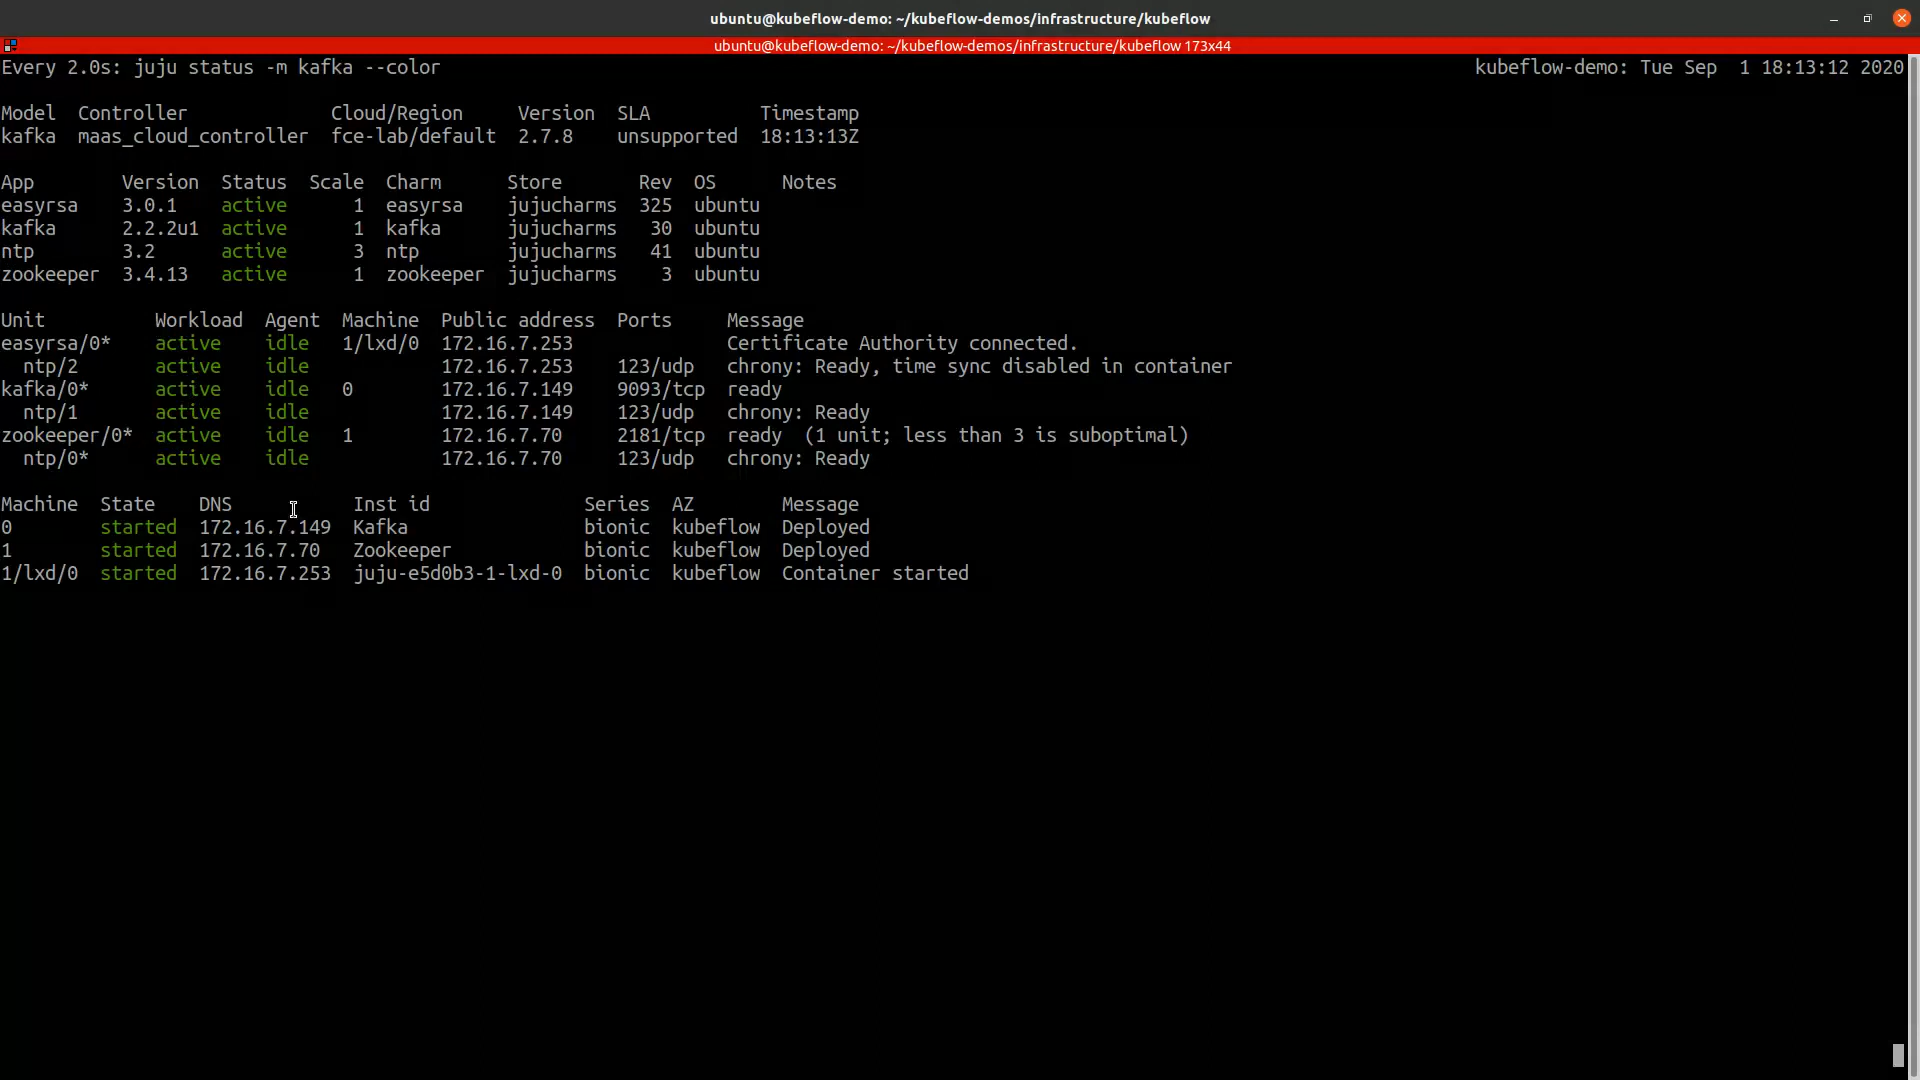 ubuntu@kubeflow-demo: ~/kubeflow-demos/infrastructure/kubeflow
ubuntu@kubeflow-demo: ~/kubeflow-demos/infrastructure/kubeflow 173x44
Every 2.0s: juju status -m kafka --color kubeflow-demo: Tue Sep  1 18:13:12 2020
Model  Controller             Cloud/Region     Version  SLA          Timestamp
kafka  maas_cloud_controller  fce-lab/default  2.7.8    unsupported  18:13:13Z
App        Version  Status  Scale  Charm      Store       Rev  OS      Notes
easyrsa    3.0.1    active      1  easyrsa    jujucharms  325  ubuntu
kafka      2.2.2u1  active      1  kafka      jujucharms   30  ubuntu
ntp        3.2      active      3  ntp        jujucharms   41  ubuntu
zookeeper  3.4.13   active      1  zookeeper  jujucharms    3  ubuntu
Unit          Workload  Agent  Machine  Public address  Ports     Message
easyrsa/0*    active    idle   1/lxd/0  172.16.7.253              Certificate Authority connected.
  ntp/2       active    idle            172.16.7.253    123/udp   chrony: Ready, time sync disabled in container
kafka/0*      active    idle   0        172.16.7.149    9093/tcp  ready
  ntp/1       active    idle            172.16.7.149    123/udp   chrony: Ready
zookeeper/0*  active    idle   1        172.16.7.70     2181/tcp  ready  (1 unit; less than 3 is suboptimal)
  ntp/0*      active    idle            172.16.7.70     123/udp   chrony: Ready
Machine  State    DNS           Inst id              Series  AZ        Message
0        started  172.16.7.149  Kafka                bionic  kubeflow  Deployed
1        started  172.16.7.70   Zookeeper            bionic  kubeflow  Deployed
1/lxd/0  started  172.16.7.253  juju-e5d0b3-1-lxd-0  bionic  kubeflow  Container started